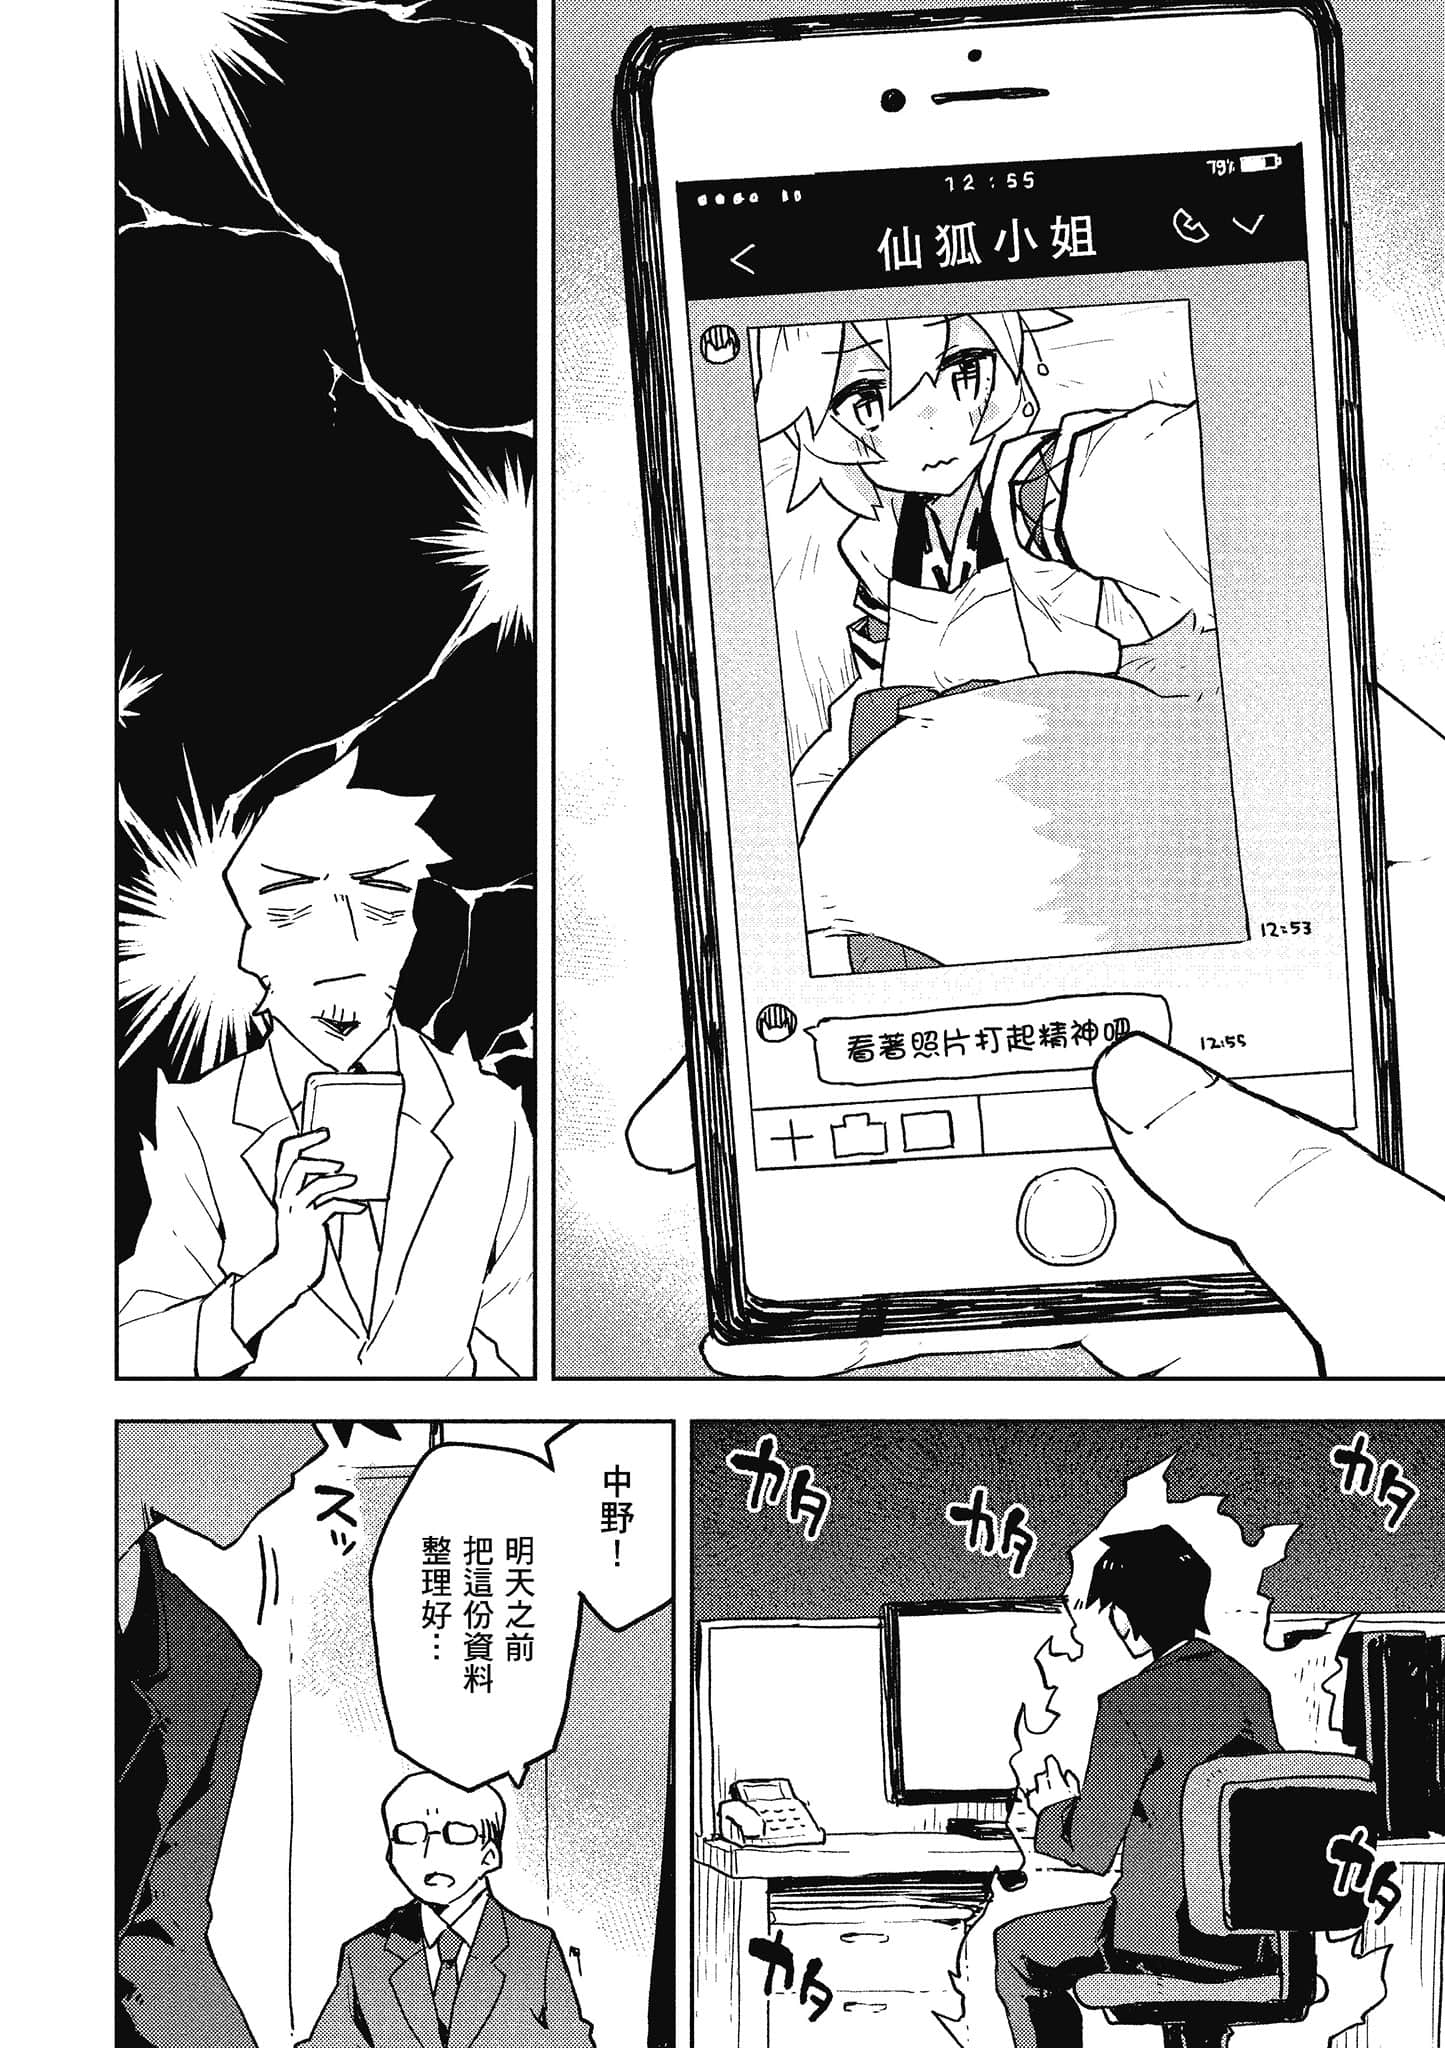 12:55
79%
仙狐小姐
12:53
看著照片打起精神吧
12:55
カタ
カタ
カタ
カタ
カタ
中野！
明天之前
把這份資料
整理好…
スッ